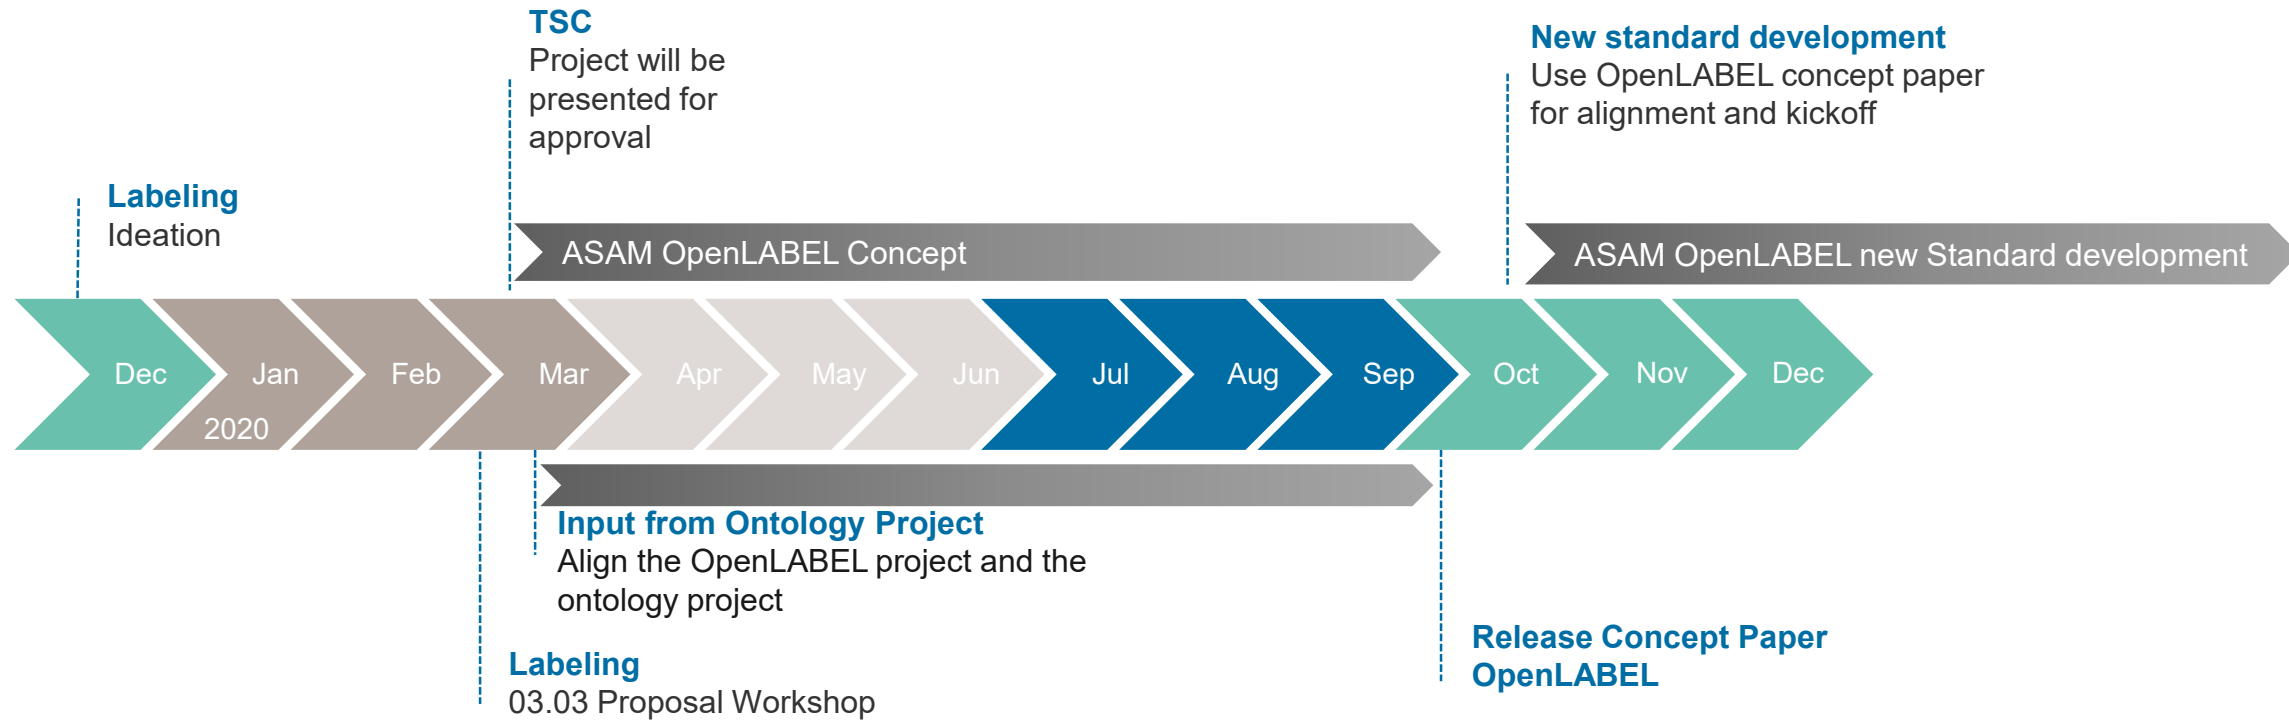 TSC
Project will be
presented for
approval
New standard development
Use OpenLABEL concept paper
for alignment and kickoff
Labeling
Ideation
ASAM OpenLABEL Concept
ASAM OpenLABEL new Standard development
Dec
Jan
Feb
Mar
Apr
May
Jun
Jul
Aug
Sep
Oct
Nov
Dec
2020
Input from Ontology Project
Align the OpenLABEL project and the
ontology project
Release Concept Paper
OpenLABEL
Labeling
03.03 Proposal Workshop